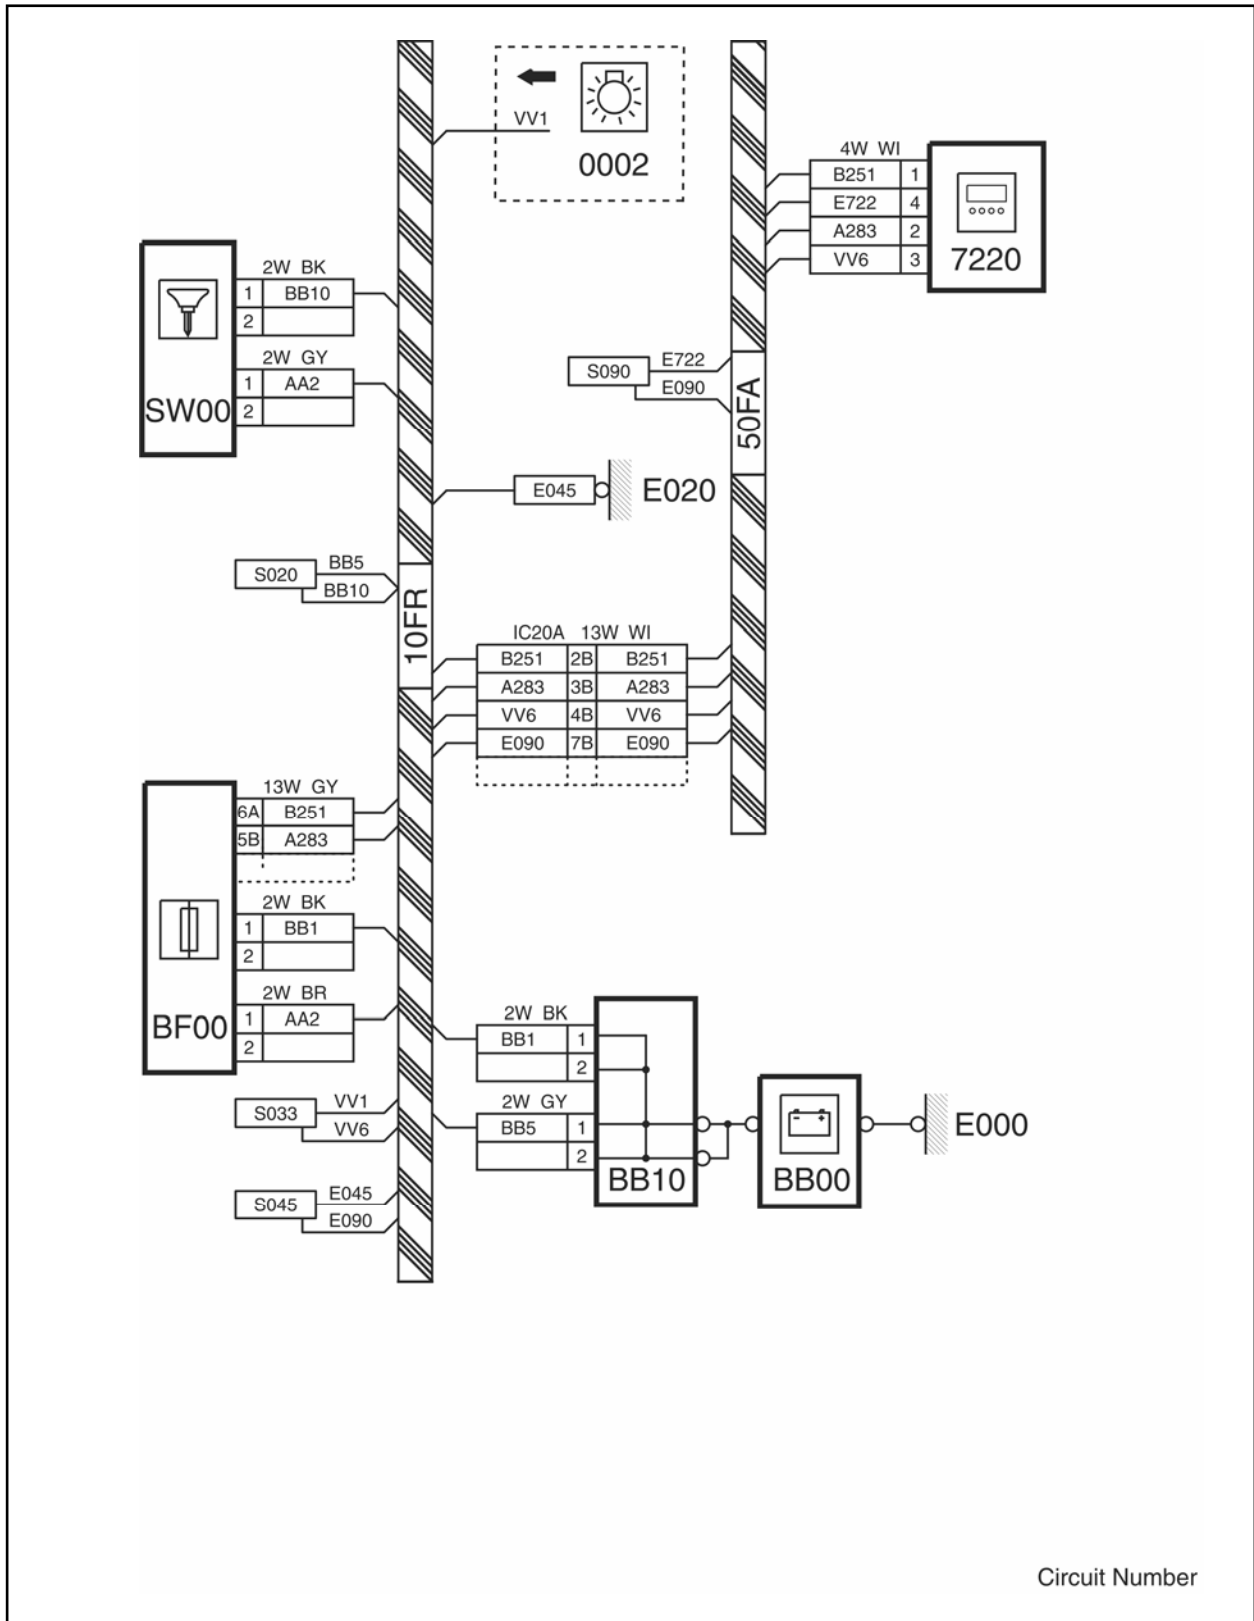 VV1
0002
4W WI
B251 1
E722 4
A283 2
VV6 3
7220
2W BK
1 BB10
2
2W GY
1 AA2
2
SW00
S090
E722
E090
50FA
E045
E020
S020
BB5
BB10
10FR
IC20A 13W WI
B251 2B B251
A283 3B A283
VV6 4B VV6
E090 7B E090
13W GY
6A B251
5B A283
2W BK
1 BB1
2
2W BR
1 AA2
2
BF00
2W BK
BB1 1
2
2W GY
BB5 1
2
BB10
BB00
E000
S033
VV1
VV6
S045
E045
E090
Circuit Number